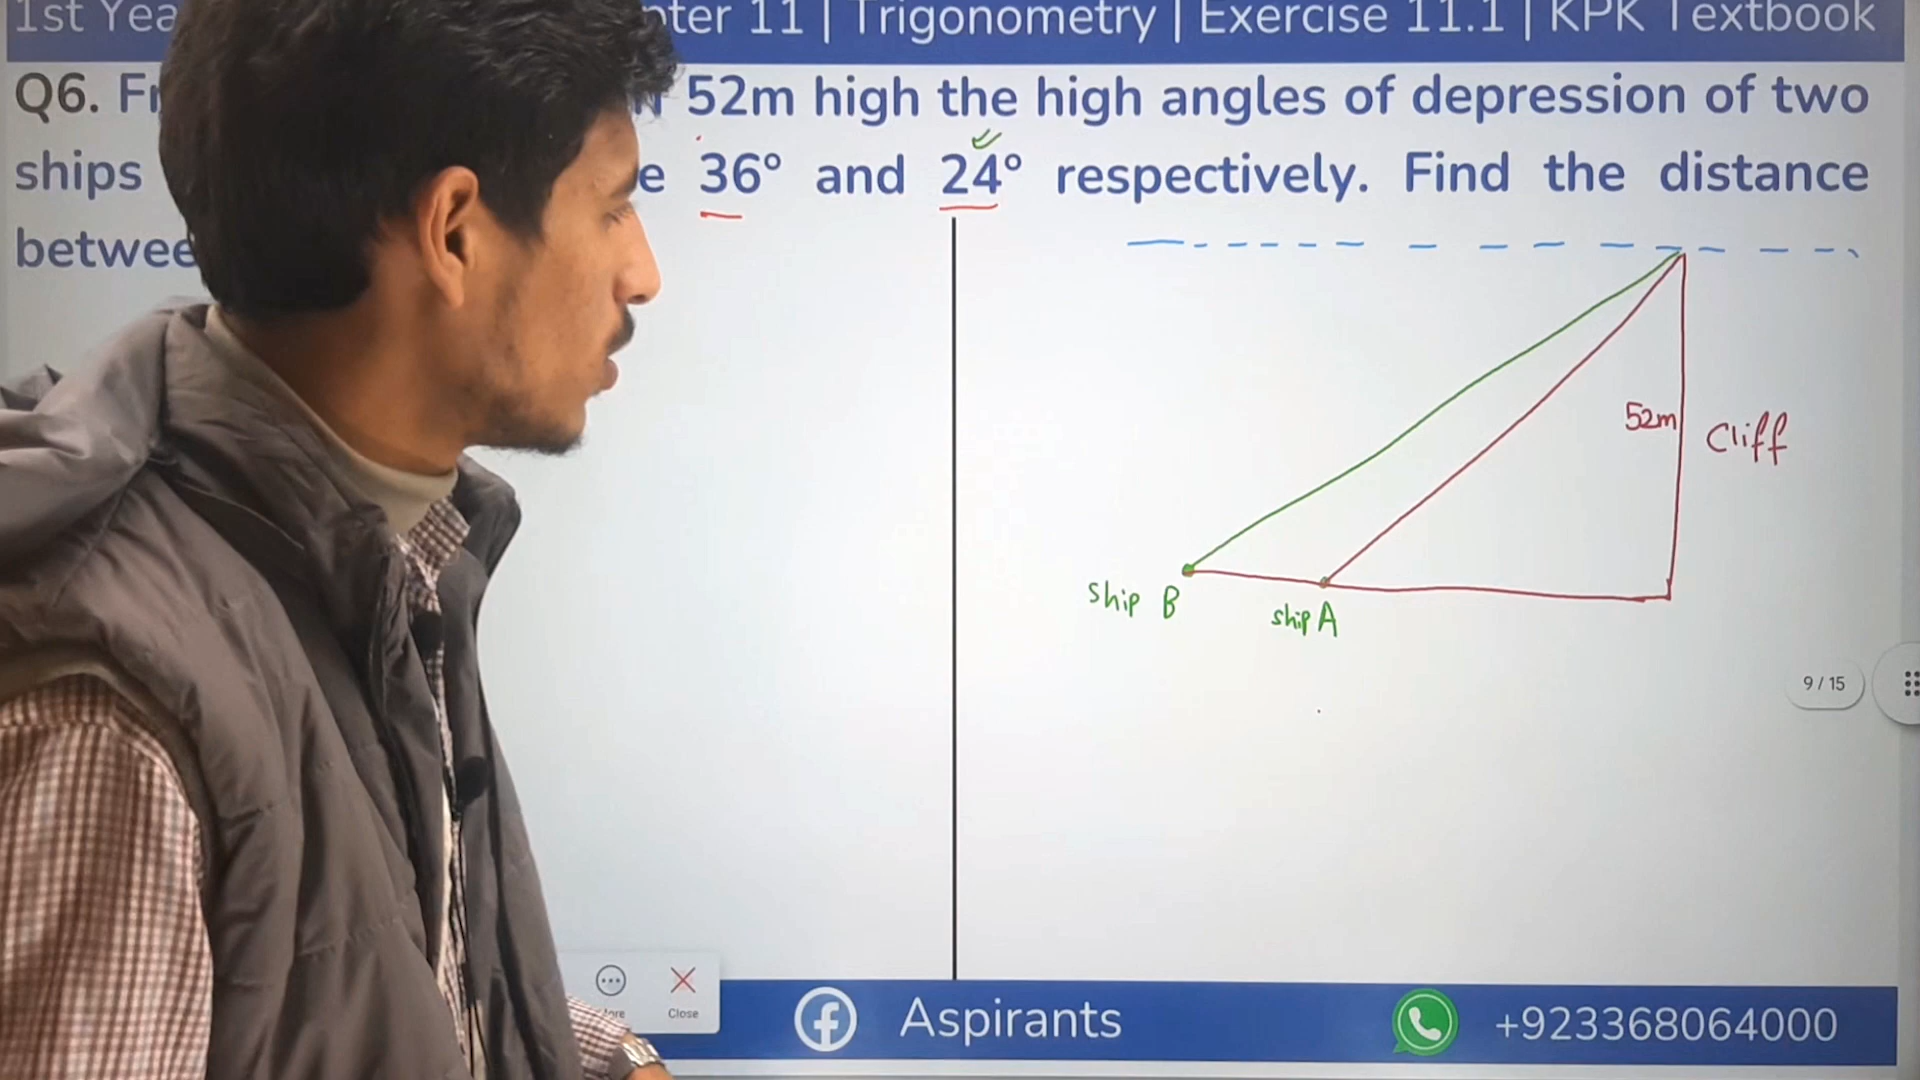 1st Yea pter 11 | Trigonometry | Exercise 11.1 | KPK Textbook
Q6. Fr 52m high the high angles of depression of two
ships e 36° and 24° respectively. Find the distance
betwee
52m
Cliff
ship B
ship A
9 / 15
More
Close
Aspirants
+923368064000